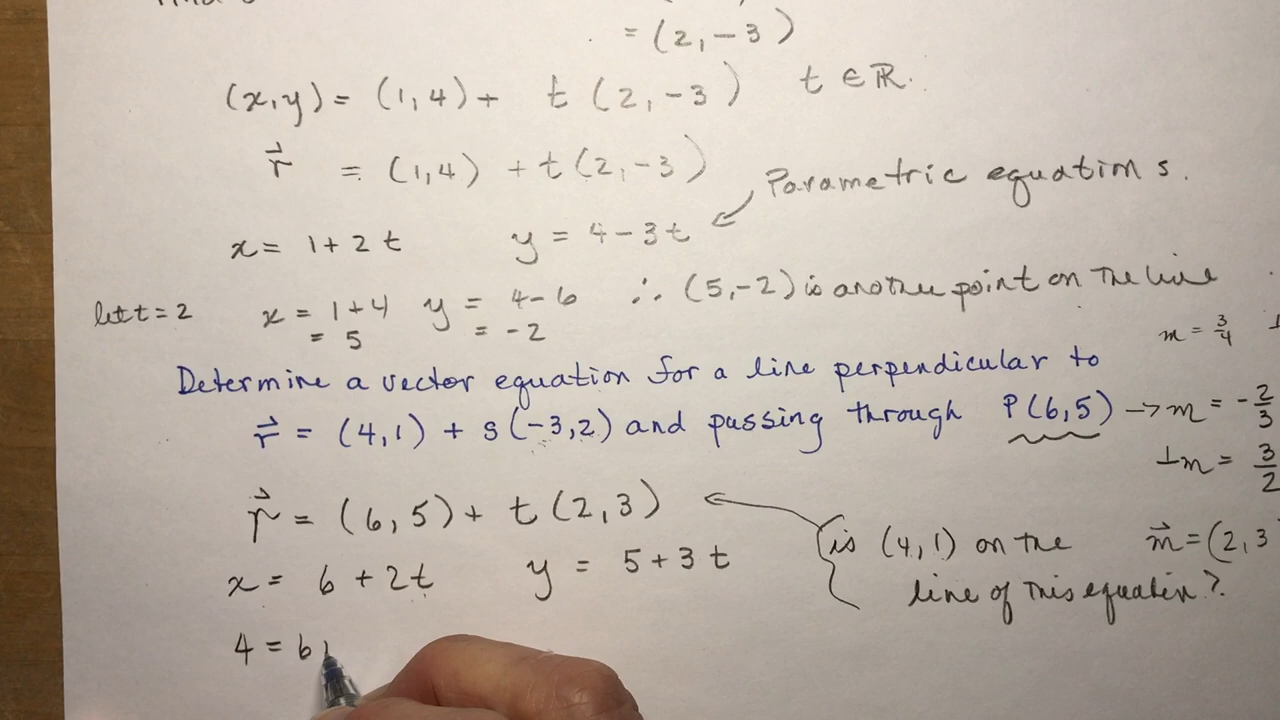 = (2, -3)
(x,y) = (1,4) + t (2,-3) t ∈ ℝ.
r⃗ = (1,4) + t (2,-3)
Parametric equations.
x = 1+2t y = 4-3t
let t = 2 x = 1+4 y = 4-6 ∴ (5,-2) is another point on the line
= 5 = -2
m = 3/4 ⊥
Determine a vector equation for a line perpendicular to
r⃗ = (4,1) + s(-3,2) and passing through P(6,5) → m = -2/3
⊥m = 3/2
r⃗ = (6,5) + t (2,3)
is (4,1) on the m⃗ = (2,3
line of this equation?
x = 6 + 2t y = 5 + 3t
4 = 6